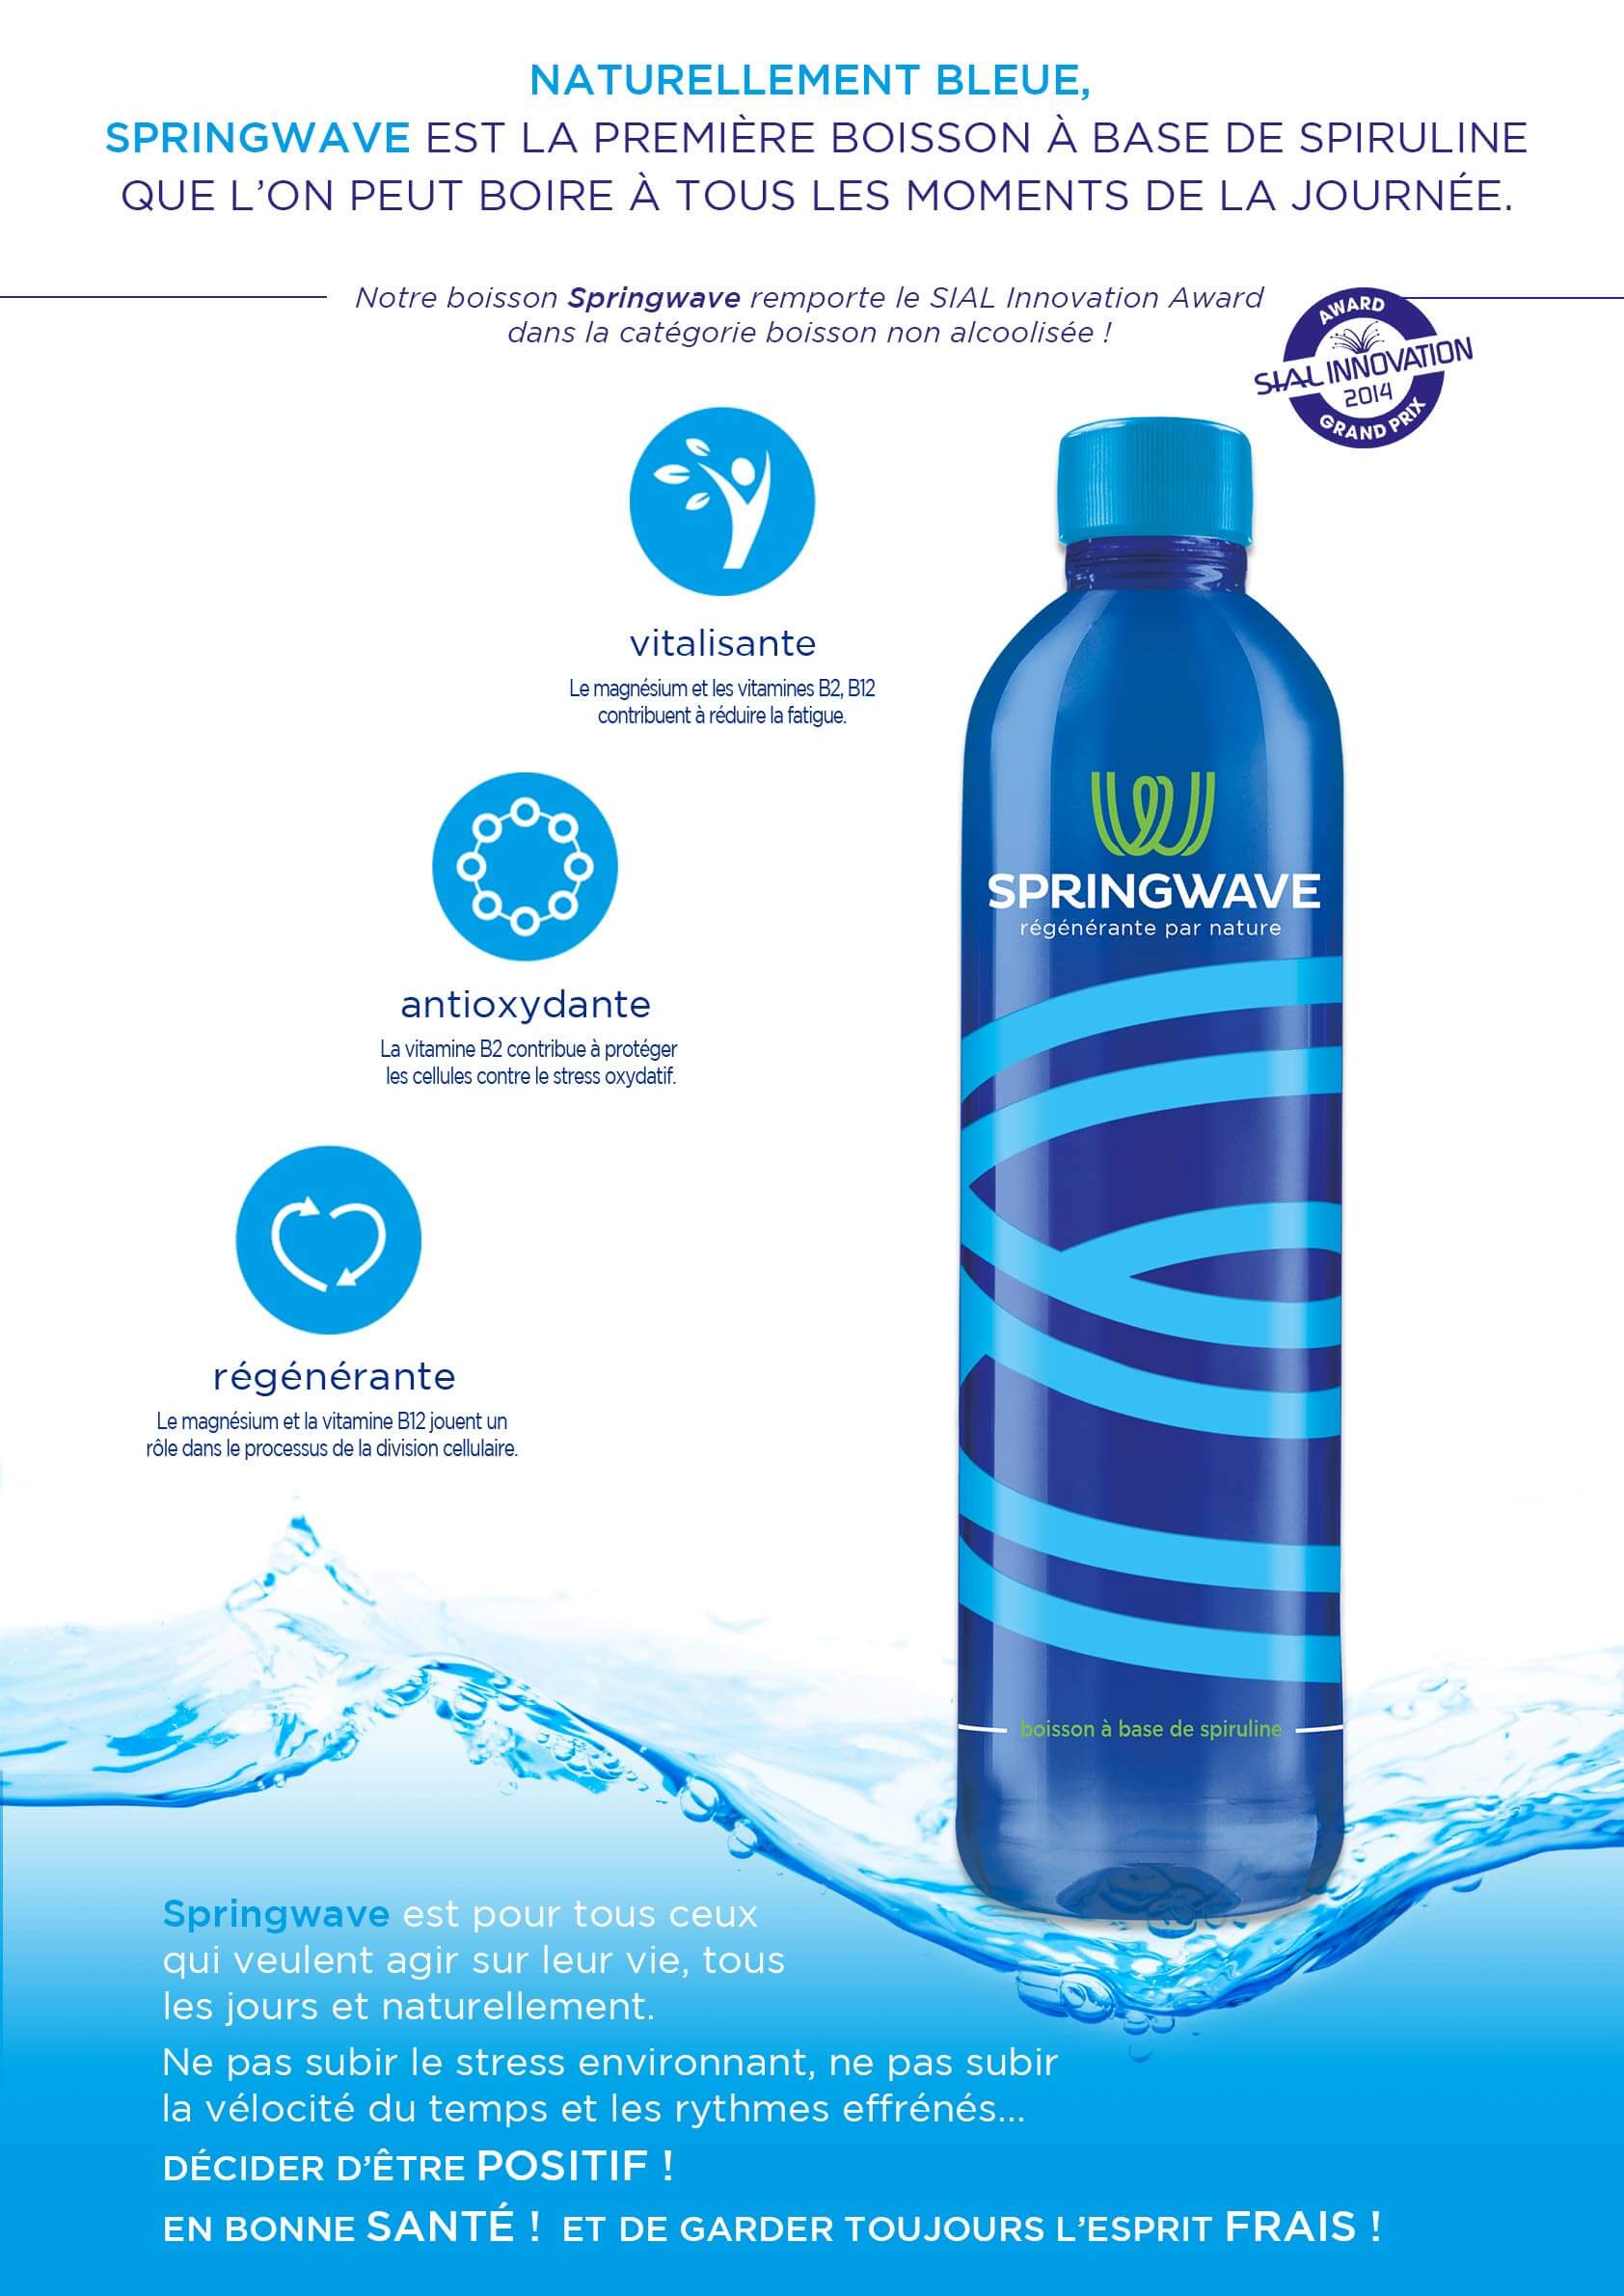 NATURELLEMENT BLEUE,
SPRINGWAVE EST LA PREMIÈRE BOISSON À BASE DE SPIRULINE
QUE L'ON PEUT BOIRE À TOUS LES MOMENTS DE LA JOURNÉE.
Notre boisson Springwave remporte le SIAL Innovation Award
dans la catégorie boisson non alcoolisée !
AWARD
SIAL INNOVATION
2014
GRAND PRIX
vitalisante
Le magnésium et les vitamines B2, B12
contribuent à réduire la fatigue.
SPRINGWAVE
régénérante par nature
antioxydante
La vitamine B2 contribue à protéger
les cellules contre le stress oxydatif.
régénérante
Le magnésium et la vitamine B12 jouent un
rôle dans le processus de la division cellulaire.
boisson à base de spiruline
Springwave est pour tous ceux
qui veulent agir sur leur vie, tous
les jours et naturellement.
Ne pas subir le stress environnant, ne pas subir
la vélocité du temps et les rythmes effrénés...
DÉCIDER D'ÊTRE POSITIF !
EN BONNE SANTÉ ! ET DE GARDER TOUJOURS L'ESPRIT FRAIS !